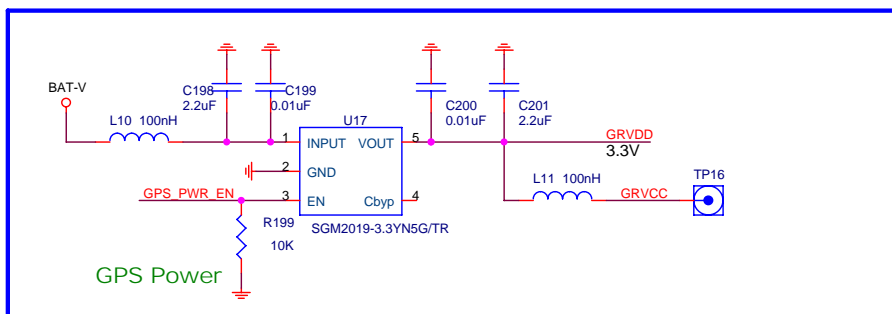 BAT-V
C198
2.2uF
C199
0.01uF
C200
0.01uF
C201
2.2uF
L10 100nH
U17
1 INPUT VOUT 5
GRVDD
3.3V
2 GND
L11 100nH
GRVCC
TP16
GPS_PWR_EN
3 EN Cbyp 4
R199
10K
SGM2019-3.3YN5G/TR
GPS Power